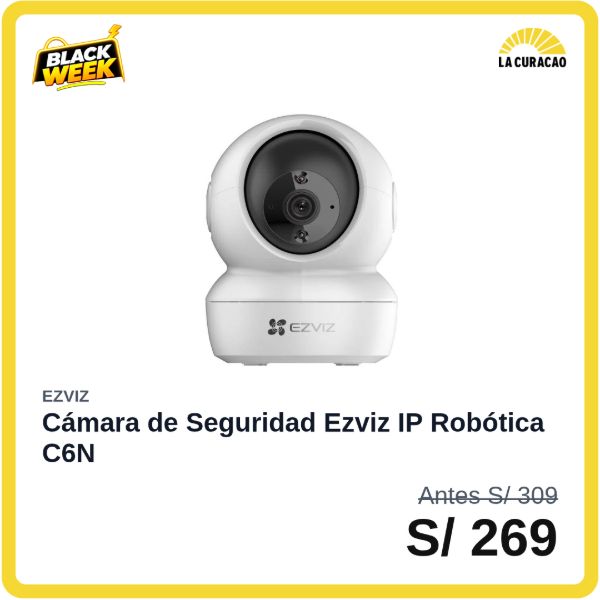 BLACK
WEEK
LA CURACAO
EZVIZ
EZVIZ
Cámara de Seguridad Ezviz IP Robótica
C6N
Antes S/ 309
S/ 269